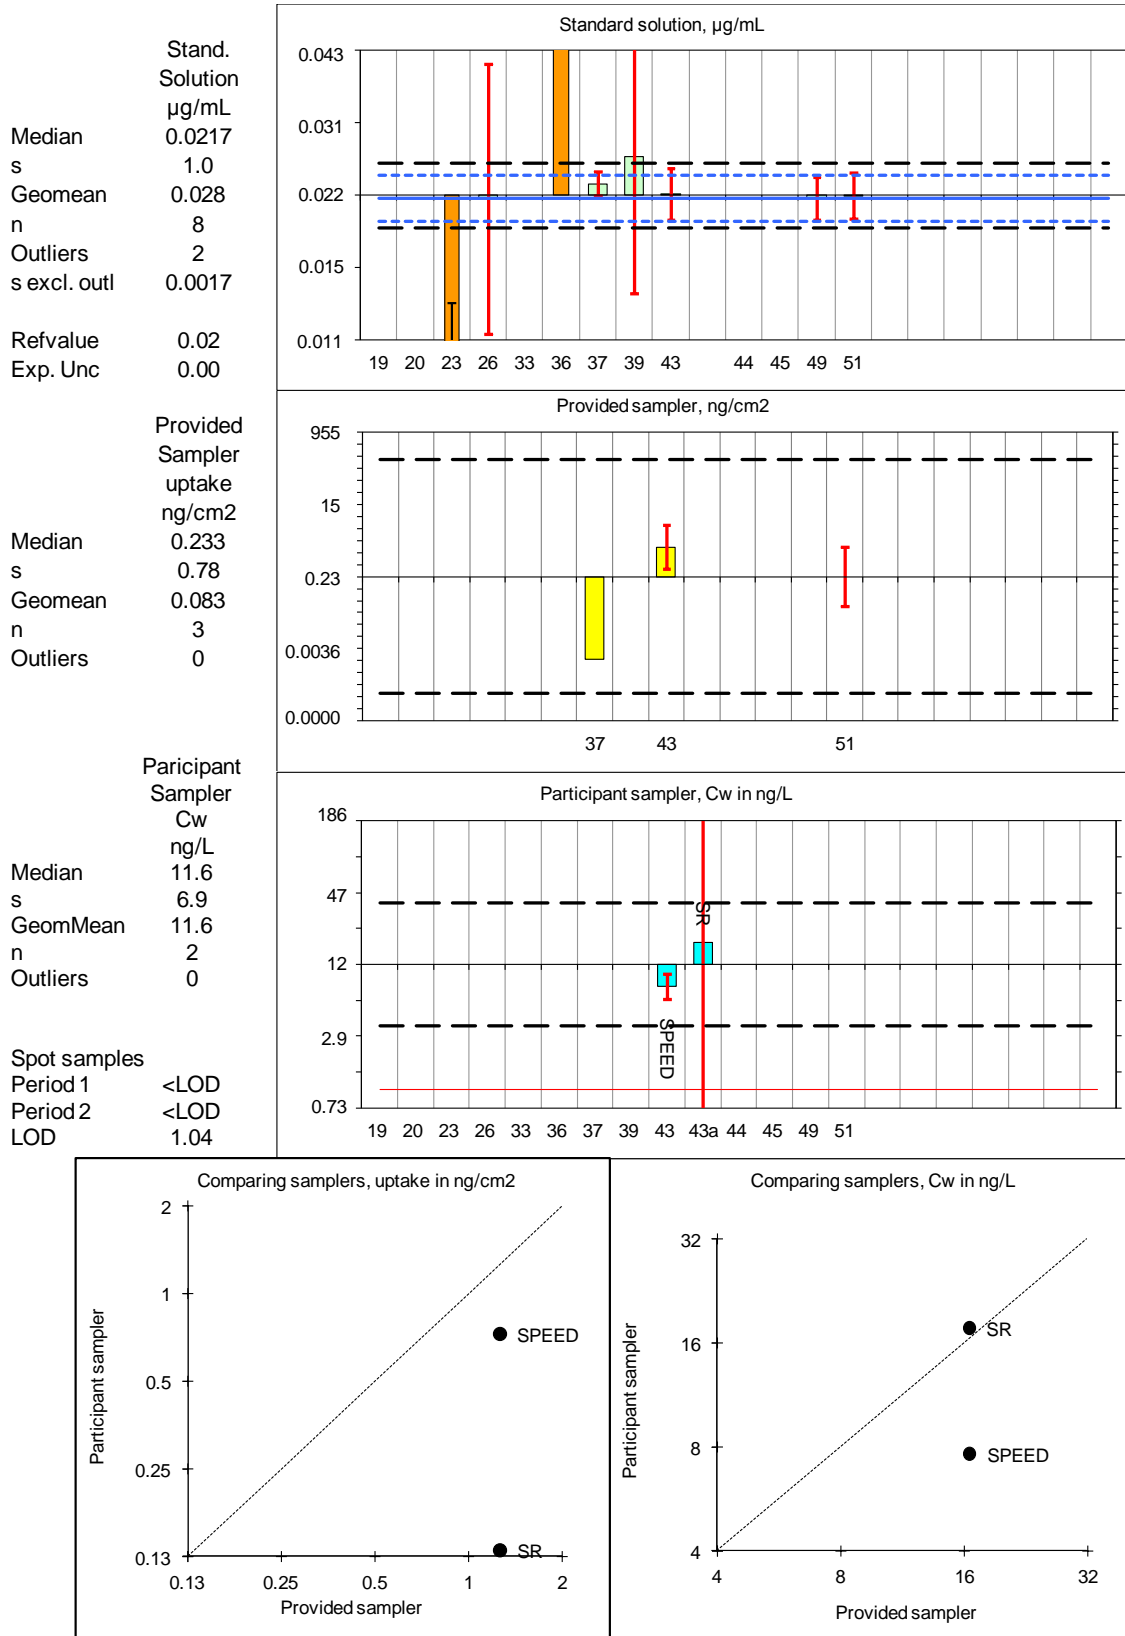 Stand.
Solution
µg/mL
Median 0.0217
s 1.0
Geomean 0.028
n 8
Outliers 2
s excl. outl 0.0017
Refvalue 0.02
Exp. Unc 0.00
Standard solution, µg/mL
0.043
0.031
0.022
0.015
0.011
19 20 23 26 33 36 37 39 43 44 45 49 51
Provided
Sampler
uptake
ng/cm2
Median 0.233
s 0.78
Geomean 0.083
n 3
Outliers 0
Provided sampler, ng/cm2
955
15
0.23
0.0036
0.0000
37 43 51
Paricipant
Sampler
Cw
ng/L
Median 11.6
s 6.9
GeomMean 11.6
n 2
Outliers 0
Spot samples
Period 1 <LOD
Period 2 <LOD
LOD 1.04
Participant sampler, Cw in ng/L
186
47
12
2.9
0.73
SPEED
SR
19 20 23 26 33 36 37 39 43 43a 44 45 49 51
Comparing samplers, uptake in ng/cm2
Participant sampler
2
1
0.5
0.25
0.13
SPEED
SR
0.13 0.25 0.5 1 2
Provided sampler
Comparing samplers, Cw in ng/L
Participant sampler
32
16
8
4
SR
SPEED
4 8 16 32
Provided sampler